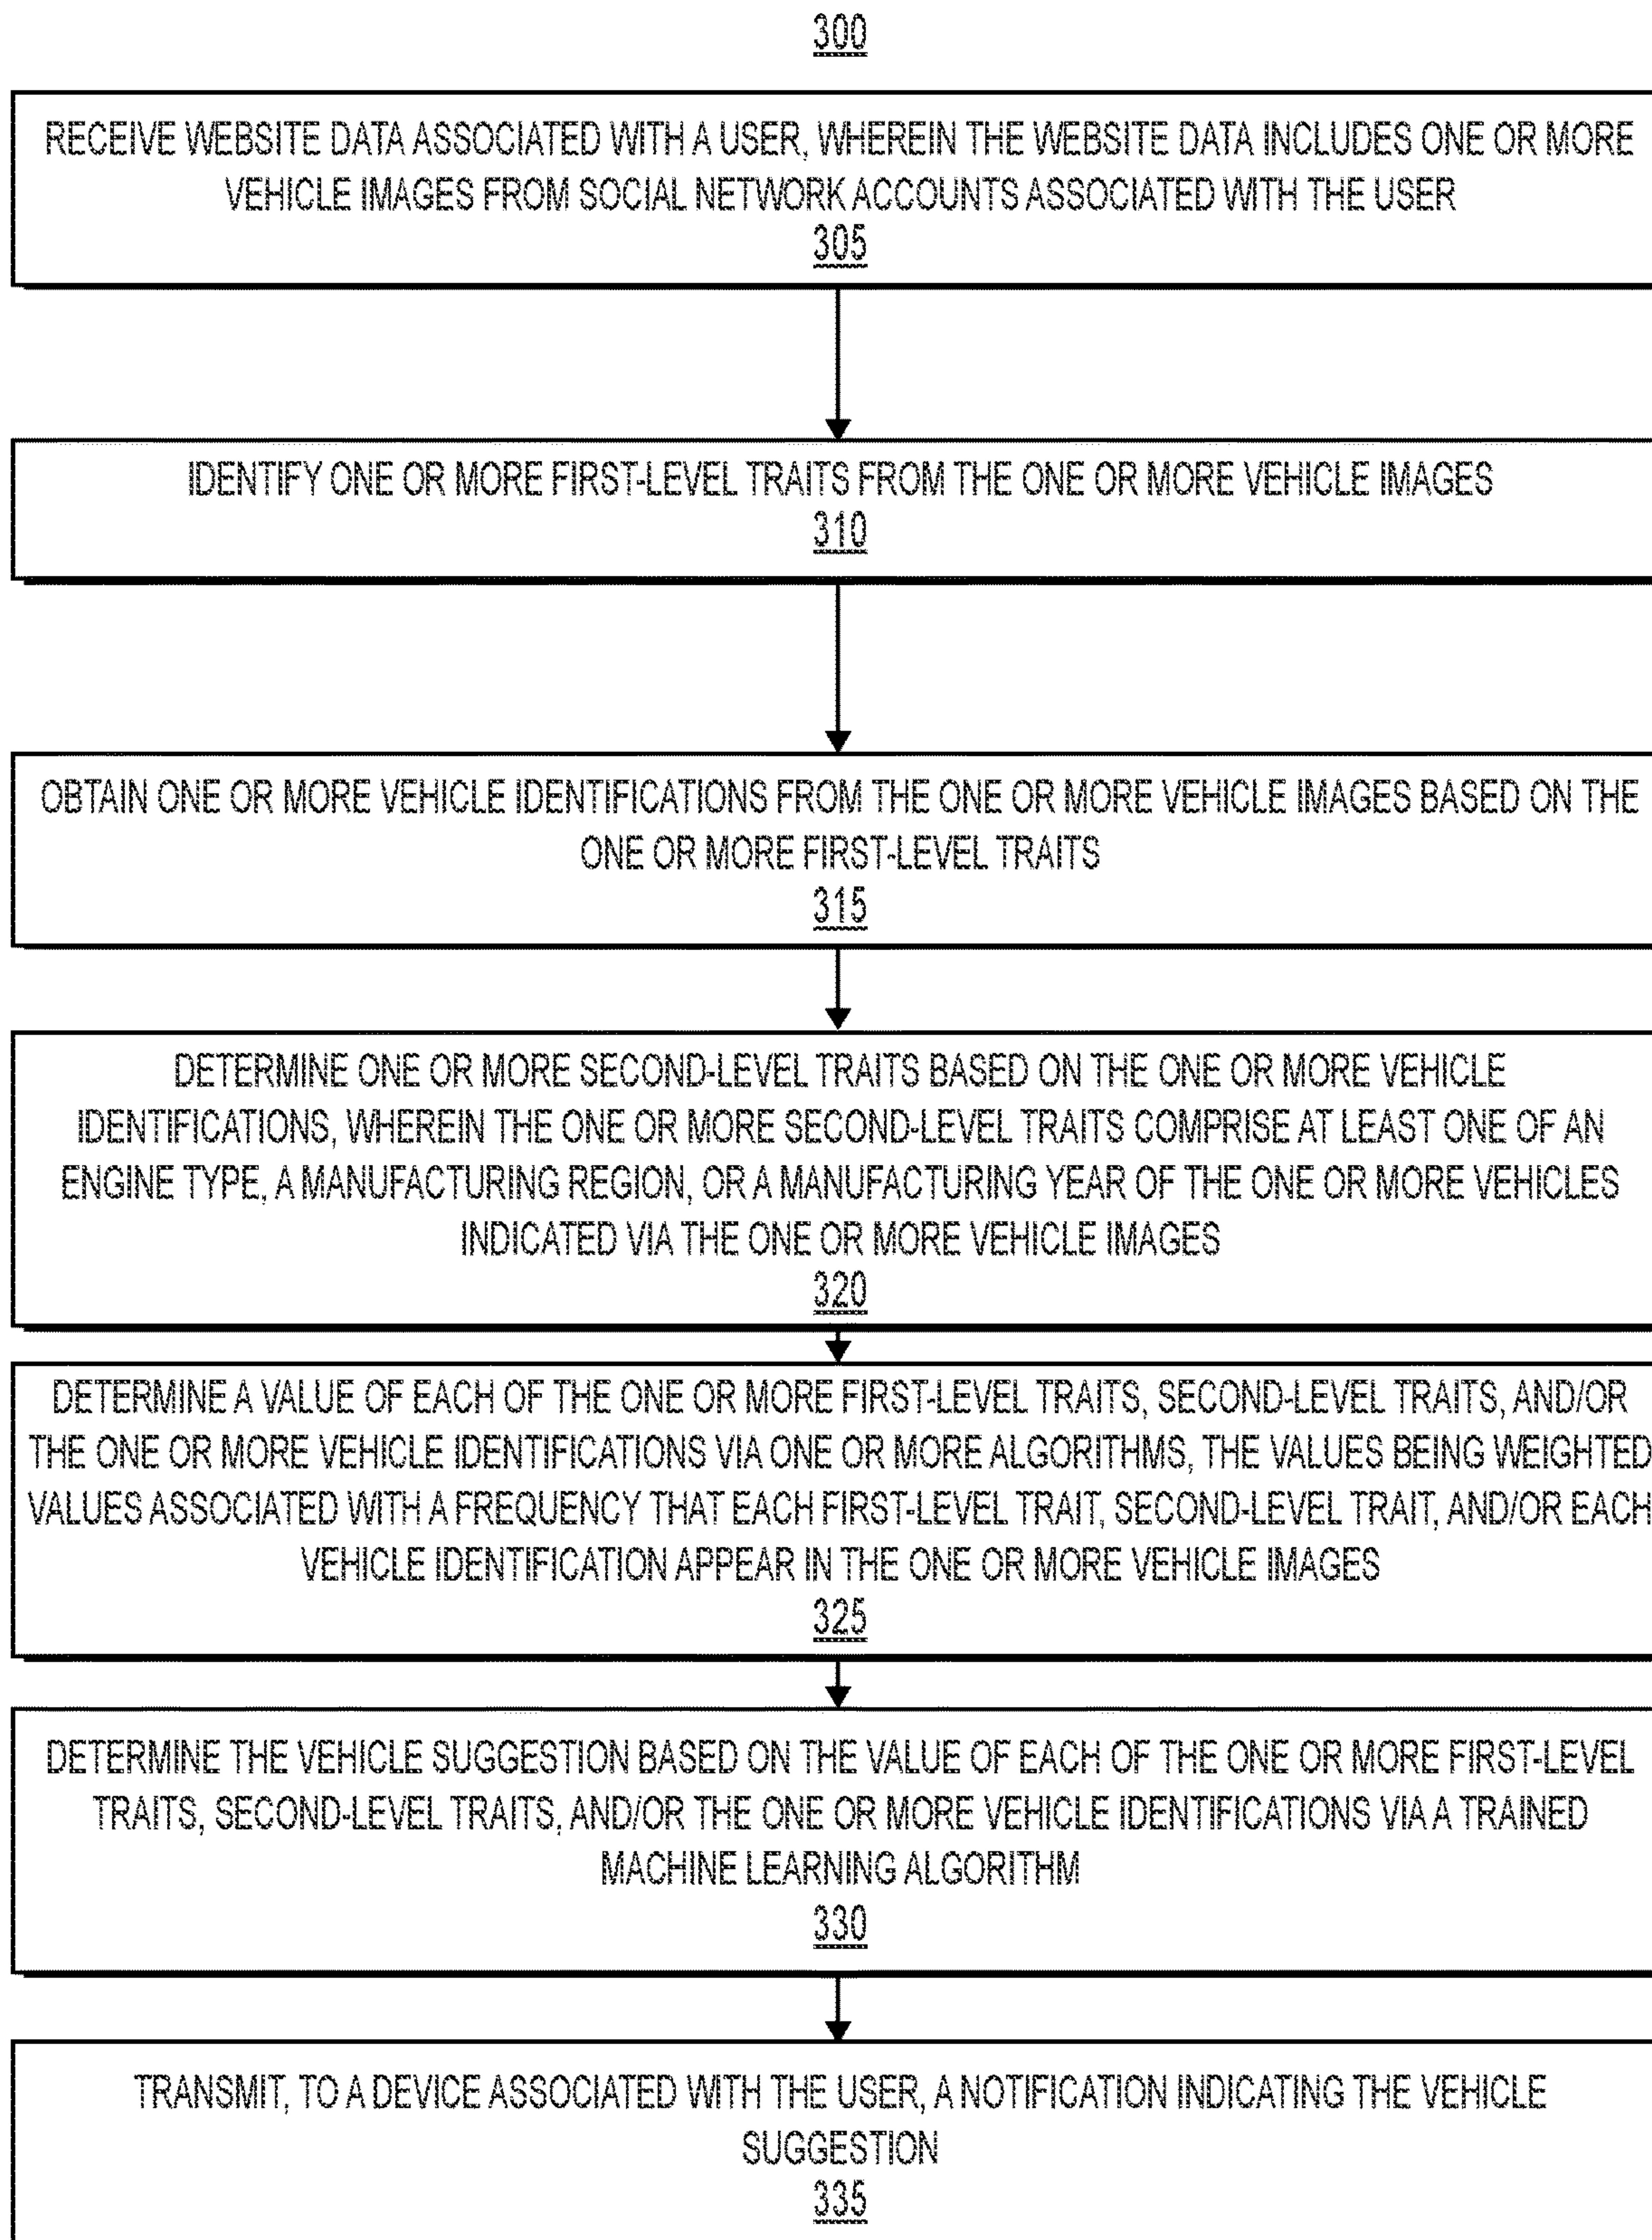 300
RECEIVE WEBSITE DATA ASSOCIATED WITH A USER, WHEREIN THE WEBSITE DATA INCLUDES ONE OR MORE
VEHICLE IMAGES FROM SOCIAL NETWORK ACCOUNTS ASSOCIATED WITH THE USER
305
IDENTIFY ONE OR MORE FIRST-LEVEL TRAITS FROM THE ONE OR MORE VEHICLE IMAGES
310
OBTAIN ONE OR MORE VEHICLE IDENTIFICATIONS FROM THE ONE OR MORE VEHICLE IMAGES BASED ON THE
ONE OR MORE FIRST-LEVEL TRAITS
315
DETERMINE ONE OR MORE SECOND-LEVEL TRAITS BASED ON THE ONE OR MORE VEHICLE
IDENTIFICATIONS, WHEREIN THE ONE OR MORE SECOND-LEVEL TRAITS COMPRISE AT LEAST ONE OF AN
ENGINE TYPE, A MANUFACTURING REGION, OR A MANUFACTURING YEAR OF THE ONE OR MORE VEHICLES
INDICATED VIA THE ONE OR MORE VEHICLE IMAGES
320
DETERMINE A VALUE OF EACH OF THE ONE OR MORE FIRST-LEVEL TRAITS, SECOND-LEVEL TRAITS, AND/OR
THE ONE OR MORE VEHICLE IDENTIFICATIONS VIA ONE OR MORE ALGORITHMS, THE VALUES BEING WEIGHTED
VALUES ASSOCIATED WITH A FREQUENCY THAT EACH FIRST-LEVEL TRAIT, SECOND-LEVEL TRAIT, AND/OR EACH
VEHICLE IDENTIFICATION APPEAR IN THE ONE OR MORE VEHICLE IMAGES
325
DETERMINE THE VEHICLE SUGGESTION BASED ON THE VALUE OF EACH OF THE ONE OR MORE FIRST-LEVEL
TRAITS, SECOND-LEVEL TRAITS, AND/OR THE ONE OR MORE VEHICLE IDENTIFICATIONS VIA A TRAINED
MACHINE LEARNING ALGORITHM
330
TRANSMIT, TO A DEVICE ASSOCIATED WITH THE USER, A NOTIFICATION INDICATING THE VEHICLE
SUGGESTION
335